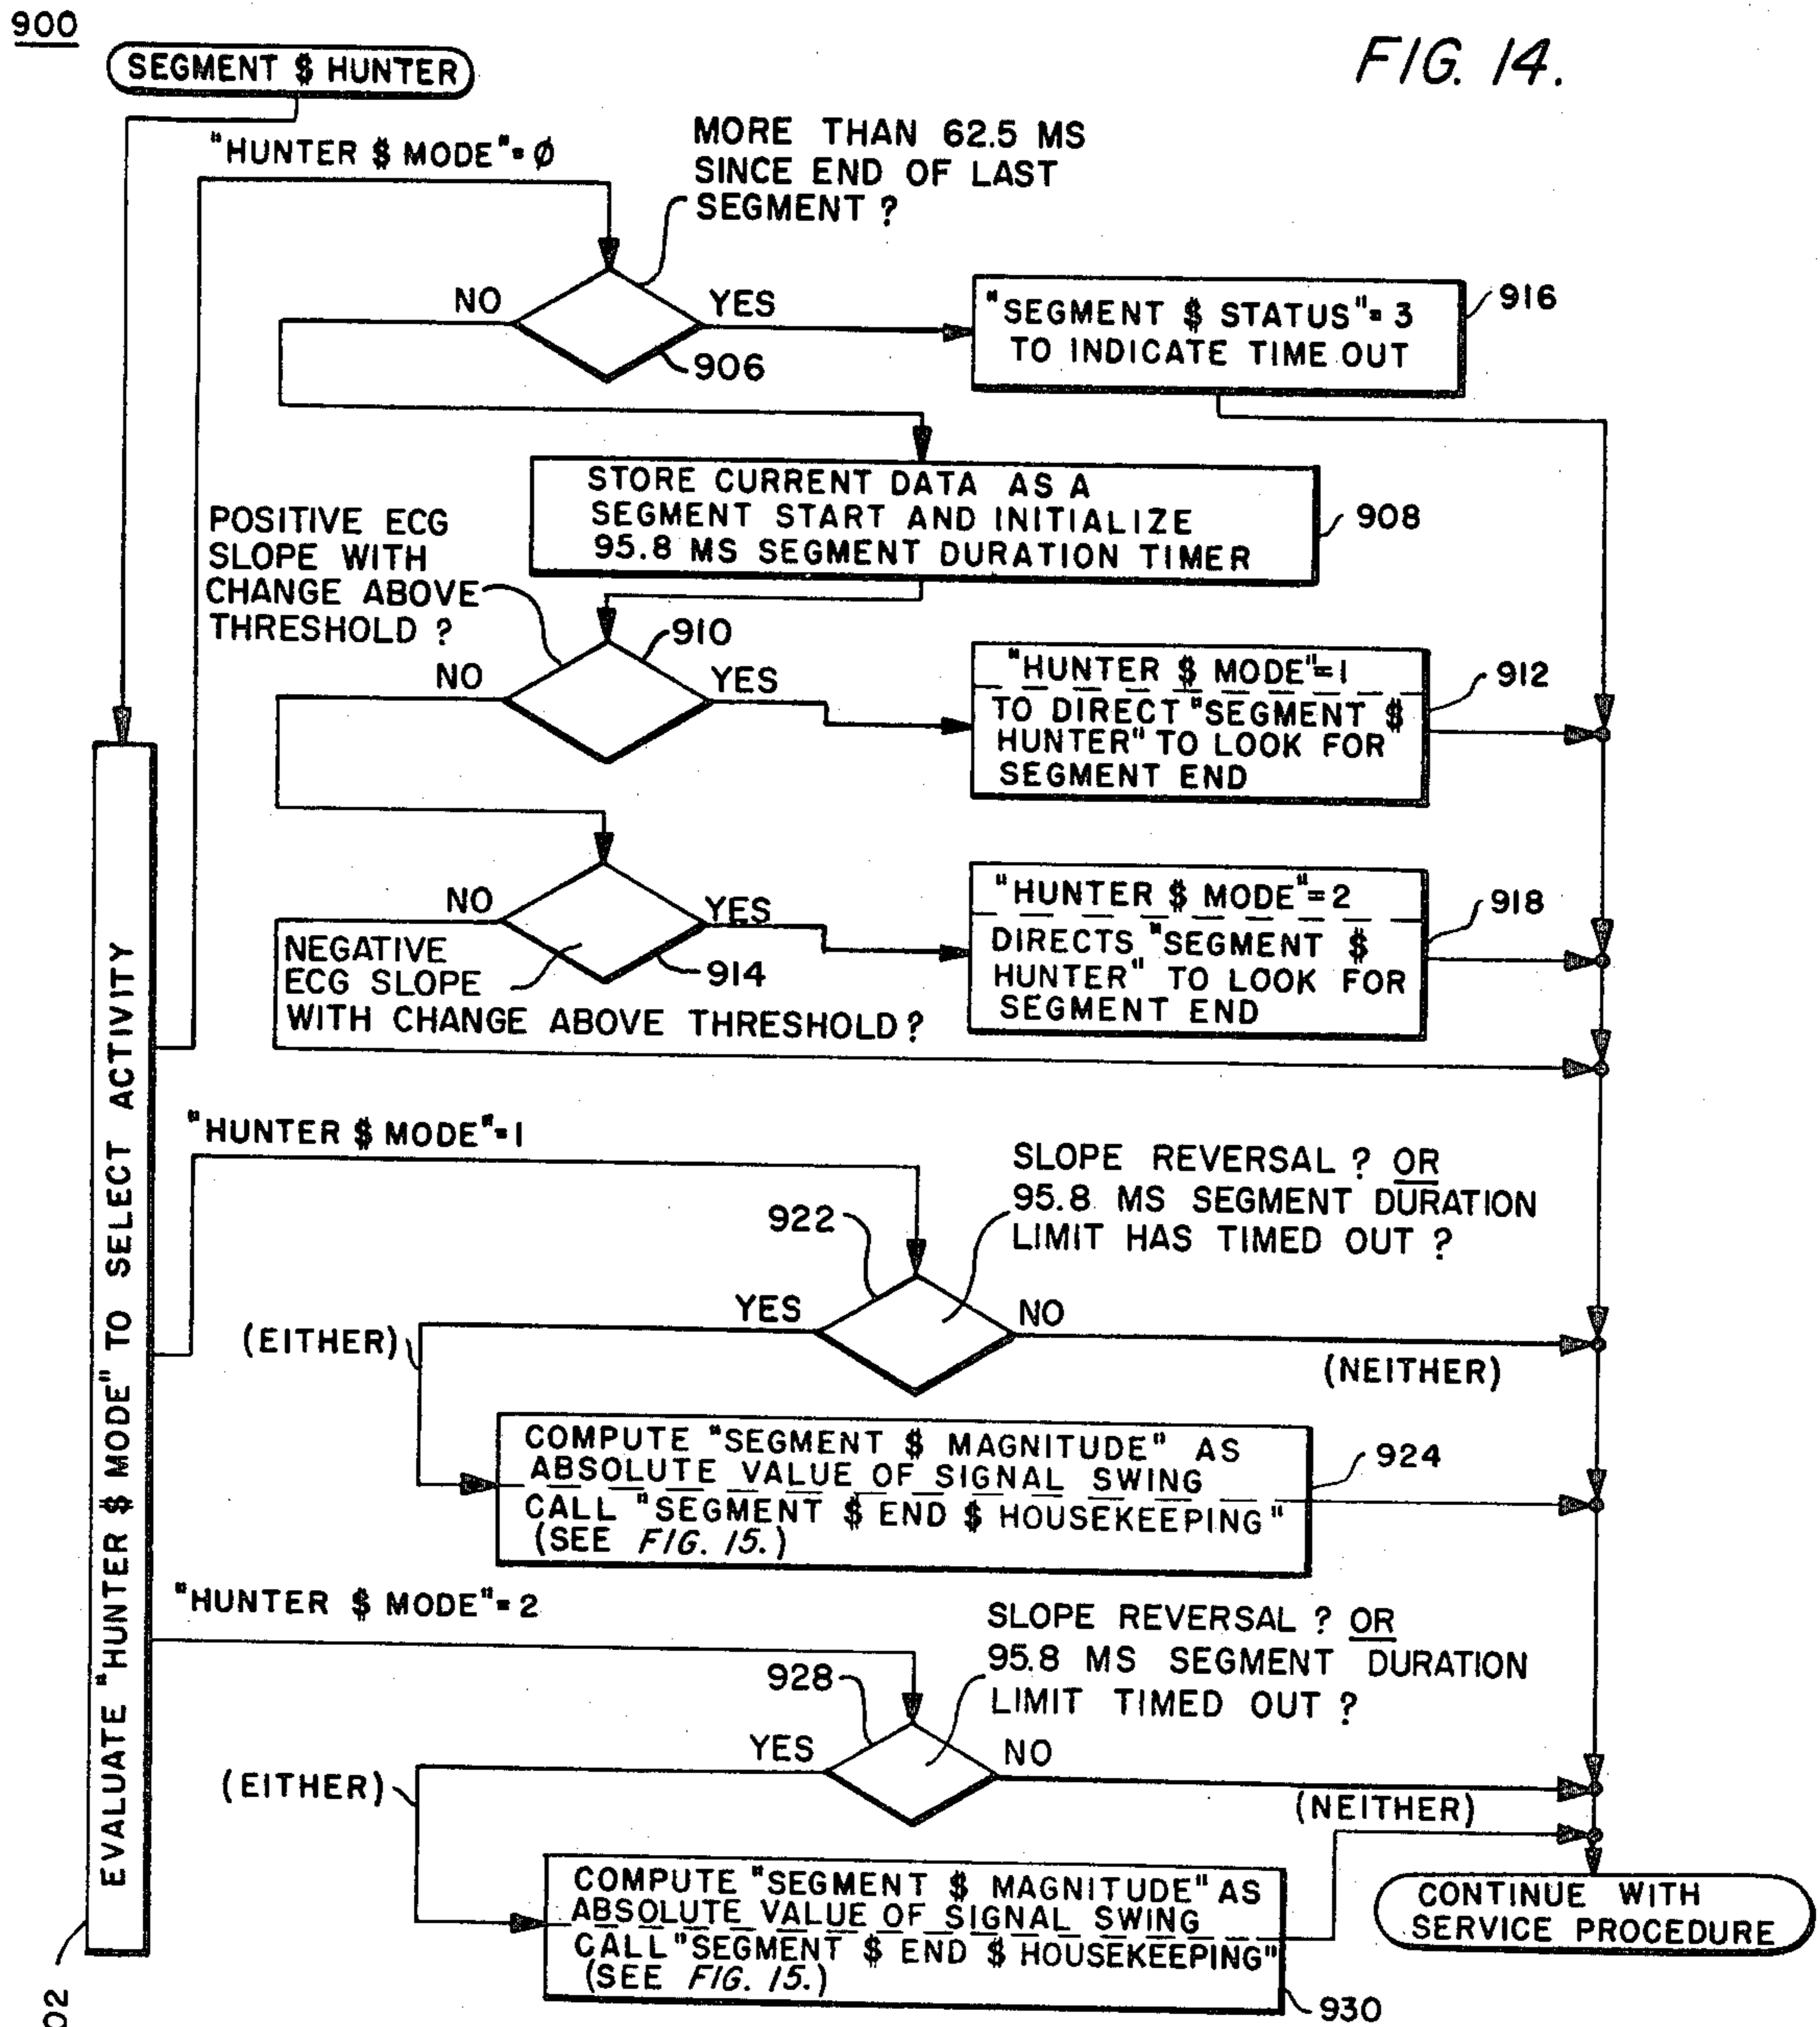 900
FIG. 14.
SEGMENT $ HUNTER
"HUNTER $ MODE"=ϕ
MORE THAN 62.5 MS
SINCE END OF LAST
SEGMENT ?
NO
YES
906
"SEGMENT $ STATUS"= 3
TO INDICATE TIME OUT
916
STORE CURRENT DATA AS A
SEGMENT START AND INITIALIZE
95.8 MS SEGMENT DURATION TIMER
908
POSITIVE ECG
SLOPE WITH
CHANGE ABOVE
THRESHOLD ?
910
NO
YES
"HUNTER $ MODE"=1
TO DIRECT "SEGMENT $
HUNTER" TO LOOK FOR
SEGMENT END
912
NO
YES
NEGATIVE
ECG SLOPE
WITH CHANGE ABOVE THRESHOLD ?
914
"HUNTER $ MODE"=2
DIRECTS "SEGMENT $
HUNTER" TO LOOK FOR
SEGMENT END
918
EVALUATE "HUNTER $ MODE" TO SELECT ACTIVITY
"HUNTER $ MODE"=1
SLOPE REVERSAL ? OR
95.8 MS SEGMENT DURATION
LIMIT HAS TIMED OUT ?
922
YES
NO
(EITHER)
(NEITHER)
COMPUTE "SEGMENT $ MAGNITUDE" AS
ABSOLUTE VALUE OF SIGNAL SWING
CALL "SEGMENT $ END $ HOUSEKEEPING"
(SEE FIG. 15.)
924
"HUNTER $ MODE"=2
SLOPE REVERSAL ? OR
95.8 MS SEGMENT DURATION
LIMIT TIMED OUT ?
928
YES
NO
(EITHER)
(NEITHER)
COMPUTE "SEGMENT $ MAGNITUDE" AS
ABSOLUTE VALUE OF SIGNAL SWING
CALL "SEGMENT $ END $ HOUSEKEEPING"
(SEE FIG. 15.)
930
CONTINUE WITH
SERVICE PROCEDURE